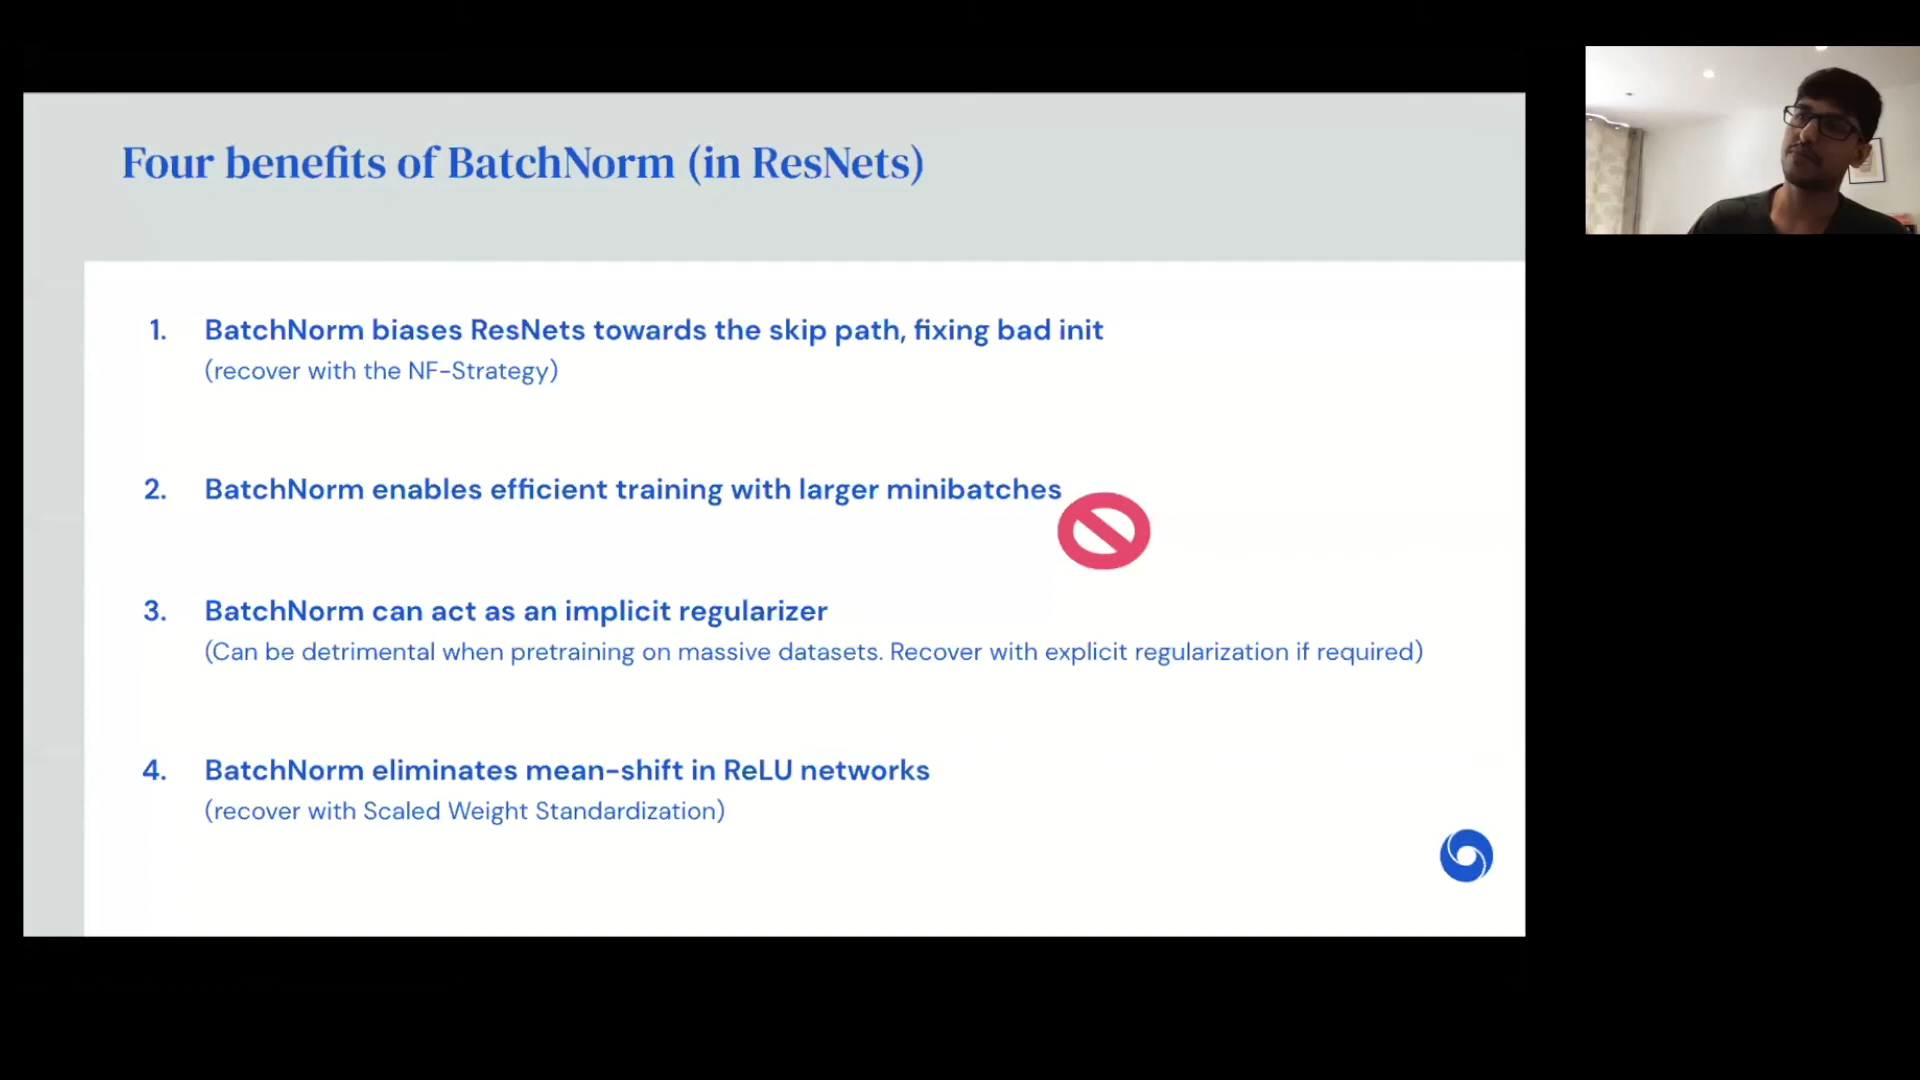 Four benefits of BatchNorm (in ResNets)
1. BatchNorm biases ResNets towards the skip path, fixing bad init
(recover with the NF-Strategy)
2. BatchNorm enables efficient training with larger minibatches
3. BatchNorm can act as an implicit regularizer
(Can be detrimental when pretraining on massive datasets. Recover with explicit regularization if required)
4. BatchNorm eliminates mean-shift in ReLU networks
(recover with Scaled Weight Standardization)